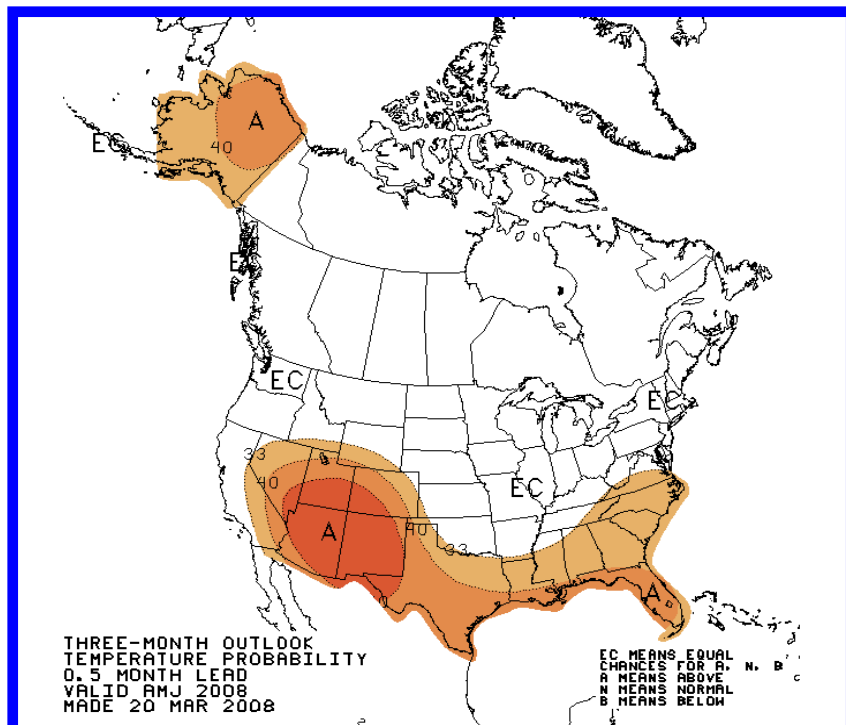 A
40
EC
EC
EC
EC
33
40
EC
A
40
33
A
THREE-MONTH OUTLOOK
TEMPERATURE PROBABILITY
0.5 MONTH LEAD
VALID AMJ 2008
MADE 20 MAR 2008
EC MEANS EQUAL
CHANCES FOR A, N, B
A MEANS ABOVE
N MEANS NORMAL
B MEANS BELOW